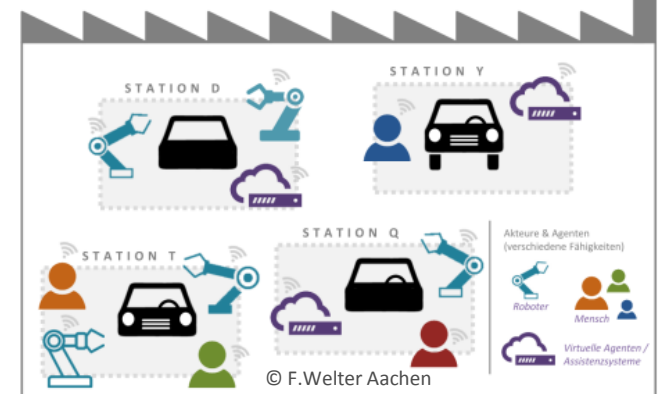 STATION D
STATION Y
STATION T
STATION Q
Akteure & Agenten
(verschiedene Fähigkeiten)
Roboter
Mensch
Virtuelle Agenten /
Assistenzsysteme
© F.Welter Aachen